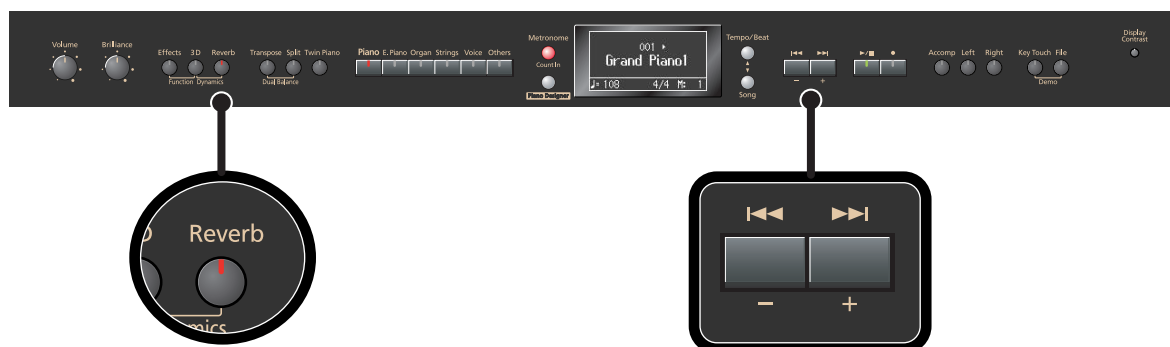 Volume
Brilliance
Effects 3D Reverb
Function Dynamics
Transpose Split Twin Piano
Dual Balance
Piano E.Piano Organ Strings Voice Others
Metronome
CountIn
Piano Designer
001 ▸
Grand Piano1
♩= 108 4/4 M: 1
Tempo/Beat
Song
− +
Accomp Left Right
Key Touch File
Demo
Display
Contrast
Reverb
mics
− +